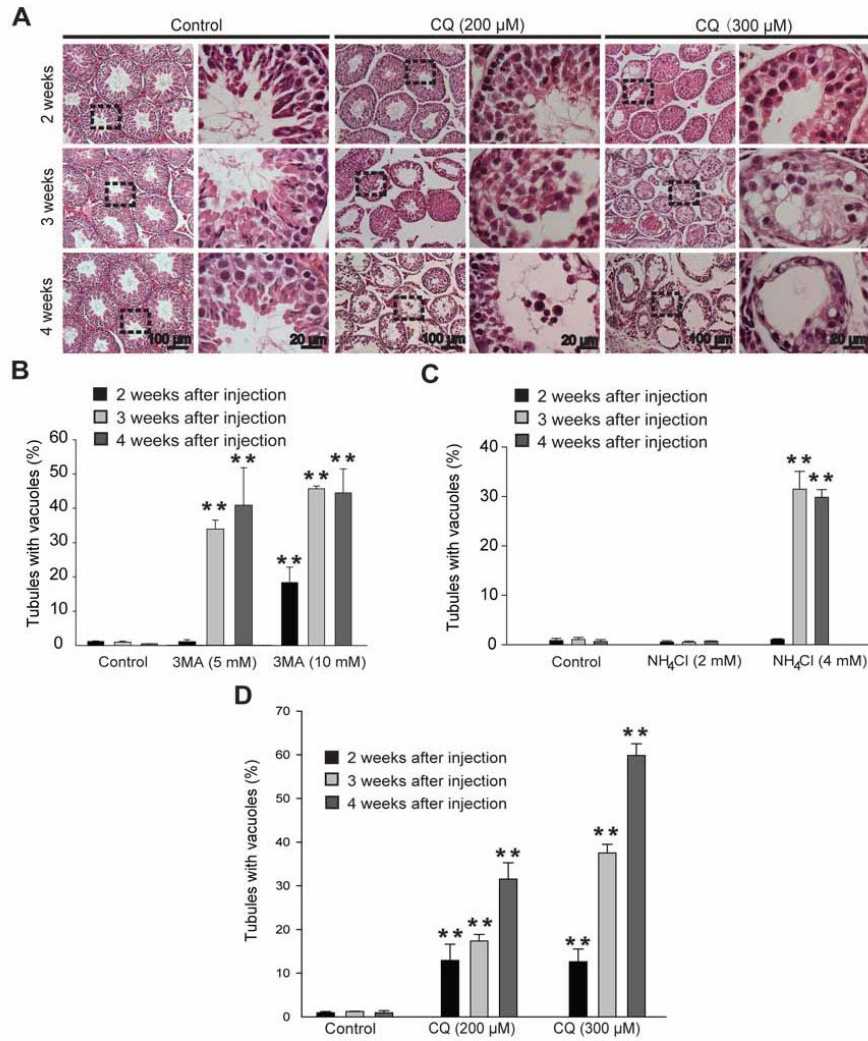 A
Control
CQ (200 μM)
CQ (300 μM)
2 weeks
3 weeks
4 weeks
100 μm
20 μm
100 μm
20 μm
100 μm
20 μm
B
2 weeks after injection
3 weeks after injection
4 weeks after injection
Tubules with vacuoles (%)
60
50
40
30
20
10
0
**
**
**
**
**
Control
3MA (5 mM)
3MA (10 mM)
C
2 weeks after injection
3 weeks after injection
4 weeks after injection
Tubules with vacuoles (%)
40
30
20
10
0
**
**
Control
NH4Cl (2 mM)
NH4Cl (4 mM)
D
2 weeks after injection
3 weeks after injection
4 weeks after injection
Tubules with vacuoles (%)
70
60
50
40
30
20
10
0
**
**
**
**
**
**
Control
CQ (200 μM)
CQ (300 μM)